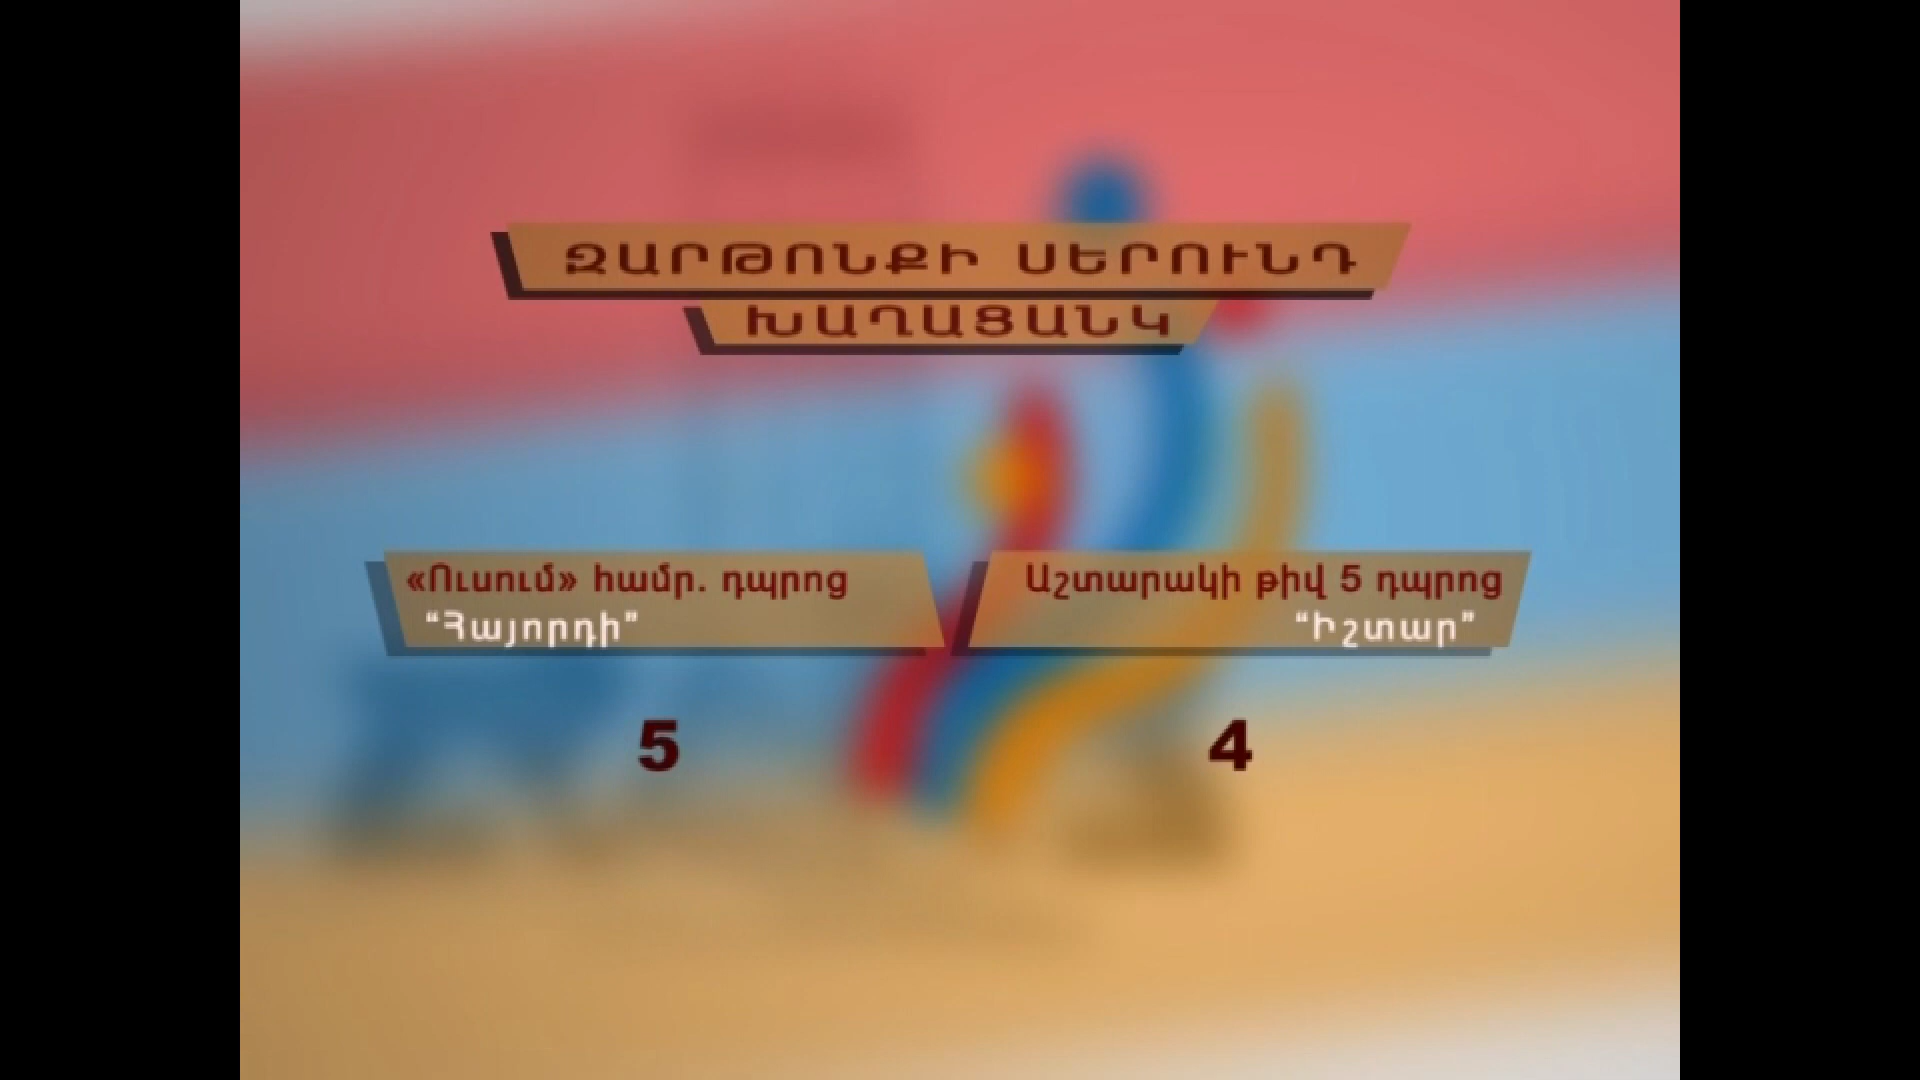 ԶԱՐԹՈՆՔԻ ՍԵՐՈՒՆԴ
ԽԱՂԱՑԱՆԿ
«Ուսում» համր. դպրոց
“Հայորդի”
Աշտարակի թիվ 5 դպրոց
“Իշտար”
5
4